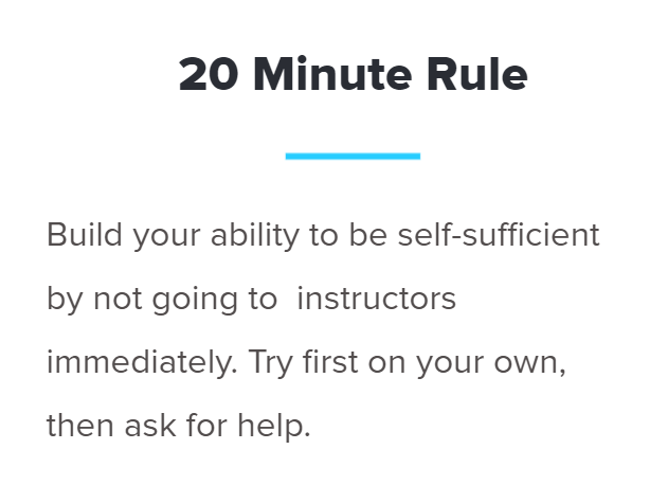 20 Minute Rule
Build your ability to be self-sufficient
by not going to  instructors
immediately. Try first on your own,
then ask for help.